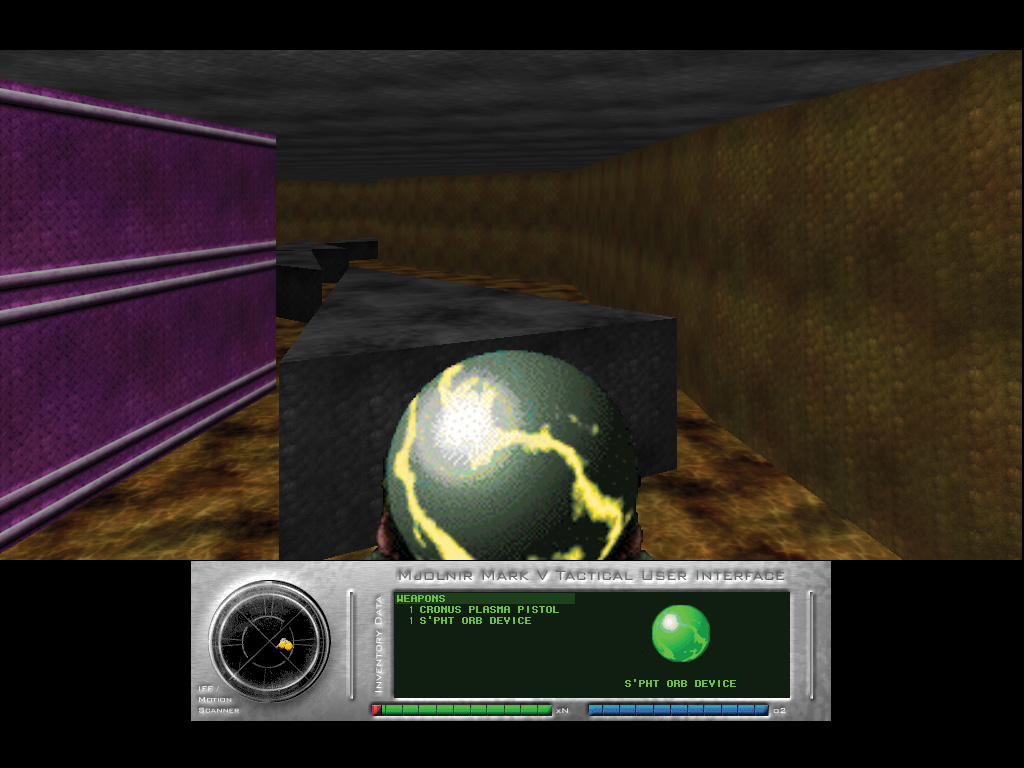 Mjolnir Mark V Tactical User Interface
Inventory Data
WEAPONS
1 CRONUS PLASMA PISTOL
1 S'PHT ORB DEVICE
S'PHT ORB DEVICE
IFF /
Motion
Scanner
xN
o2